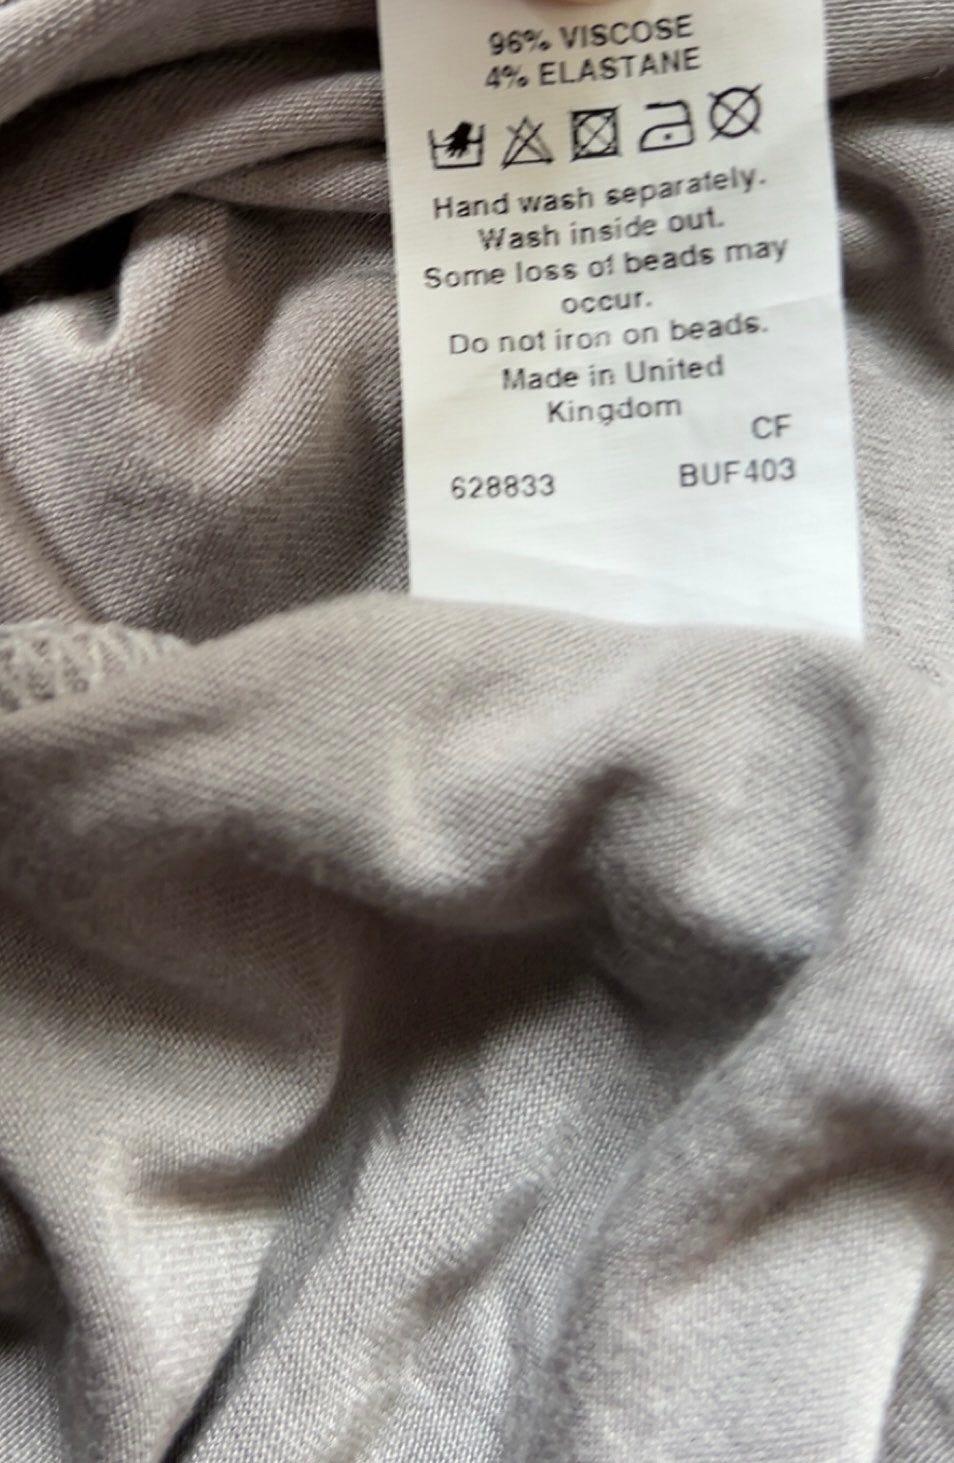 96% VISCOSE
4% ELASTANE
Hand wash separately.
Wash inside out.
Some loss of beads may
occur.
Do not iron on beads.
Made in United
Kingdom
CF
628833 BUF403